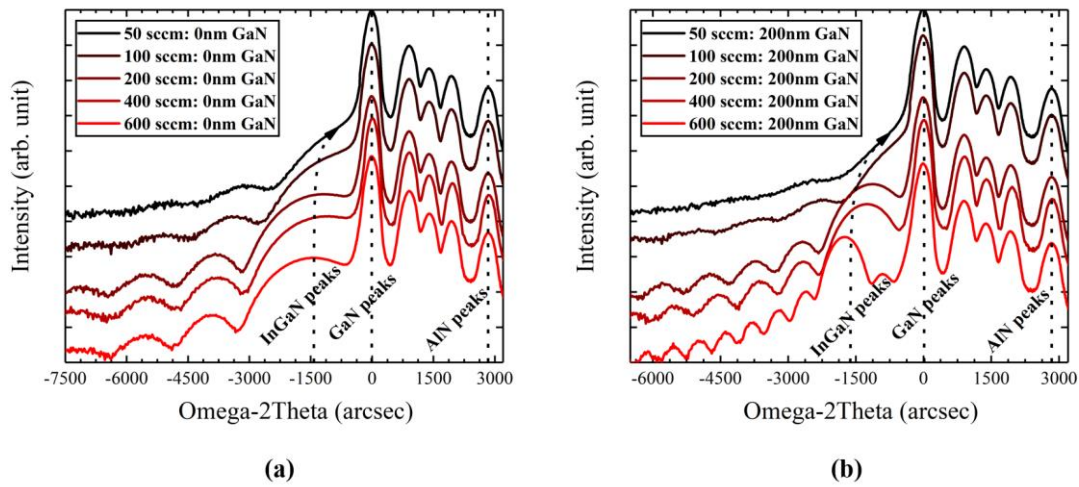 50 sccm: 0nm GaN
100 sccm: 0nm GaN
200 sccm: 0nm GaN
400 sccm: 0nm GaN
600 sccm: 0nm GaN
Intensity (arb. unit)
InGaN peaks
GaN peaks
AlN peaks
-7500 -6000 -4500 -3000 -1500 0 1500 3000
Omega-2Theta (arcsec)
(a)
50 sccm: 200nm GaN
100 sccm: 200nm GaN
200 sccm: 200nm GaN
400 sccm: 200nm GaN
600 sccm: 200nm GaN
Intensity (arb. unit)
InGaN peaks
GaN peaks
AlN peaks
-6000 -4500 -3000 -1500 0 1500 3000
Omega-2Theta (arcsec)
(b)